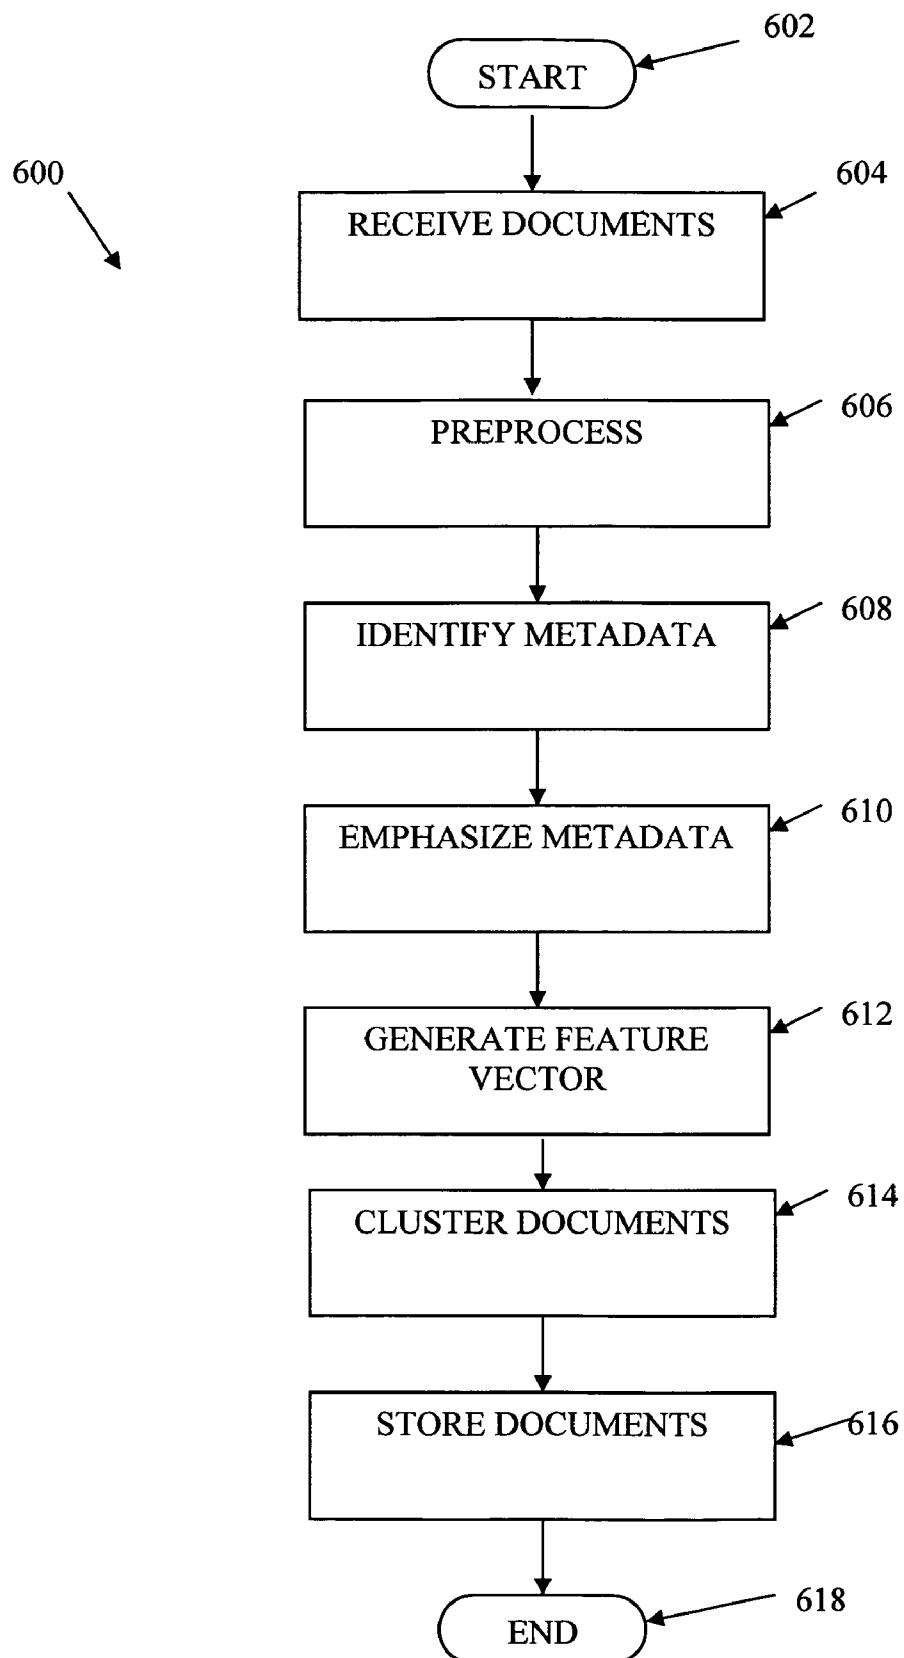 602
START
600
604
RECEIVE DOCUMENTS
606
PREPROCESS
608
IDENTIFY METADATA
610
EMPHASIZE METADATA
612
GENERATE FEATURE
VECTOR
614
CLUSTER DOCUMENTS
616
STORE DOCUMENTS
618
END